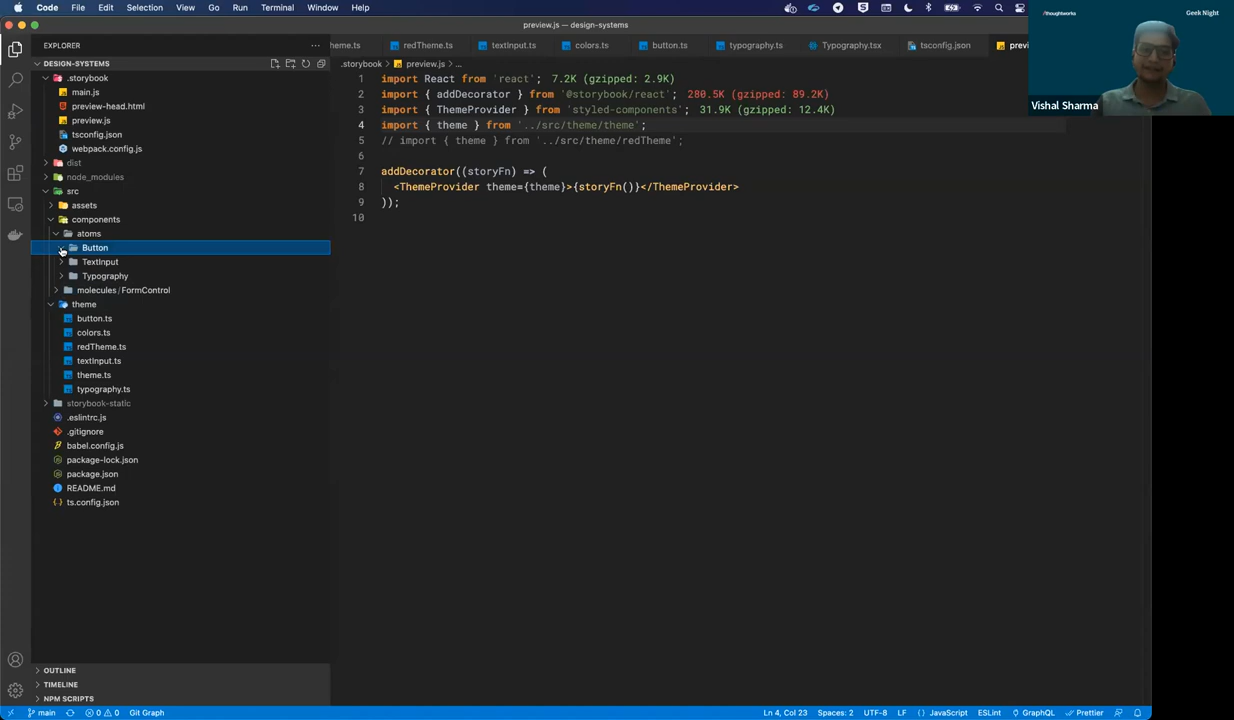 Code File Edit Selection View Go Run Terminal Window Help
preview.js — design-systems
/thoughtworks
Geek Night
Vishal Sharma
EXPLORER
DESIGN-SYSTEMS
.storybook
main.js
preview-head.html
preview.js
tsconfig.json
webpack.config.js
dist
node_modules
src
assets
components
atoms
Button
TextInput
Typography
molecules / FormControl
theme
button.ts
colors.ts
redTheme.ts
textInput.ts
theme.ts
typography.ts
storybook-static
.eslintrc.js
.gitignore
babel.config.js
package-lock.json
package.json
README.md
ts.config.json
OUTLINE
TIMELINE
NPM SCRIPTS
heme.ts redTheme.ts textInput.ts colors.ts button.ts typography.ts Typography.tsx tsconfig.json previ
.storybook > preview.js > ...
1 import React from 'react'; 7.2K (gzipped: 2.9K)
2 import { addDecorator } from '@storybook/react'; 280.5K (gzipped: 89.2K)
3 import { ThemeProvider } from 'styled-components'; 31.9K (gzipped: 12.4K)
4 import { theme } from '../src/theme/theme';
5 // import { theme } from '../src/theme/redTheme';
6
7 addDecorator((storyFn) => (
8 <ThemeProvider theme={theme}>{storyFn()}</ThemeProvider>
9 ));
10
main 0 0 Git Graph Ln 4, Col 23 Spaces: 2 UTF-8 LF JavaScript ESLint GraphQL Prettier